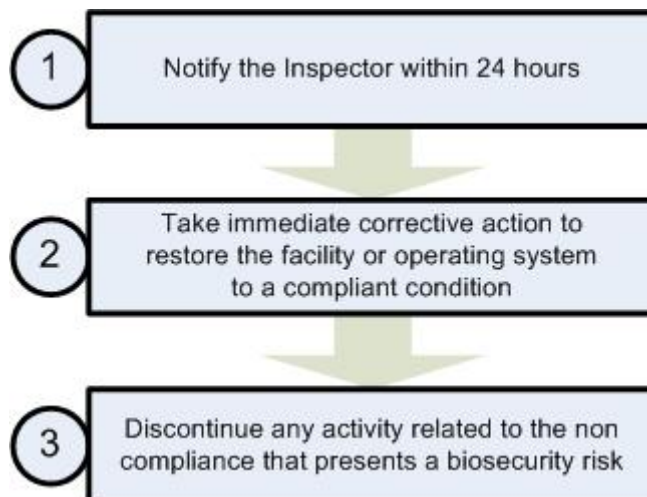 1
Notify the Inspector within 24 hours
2
Take immediate corrective action to
restore the facility or operating system
to a compliant condition
3
Discontinue any activity related to the non
compliance that presents a biosecurity risk